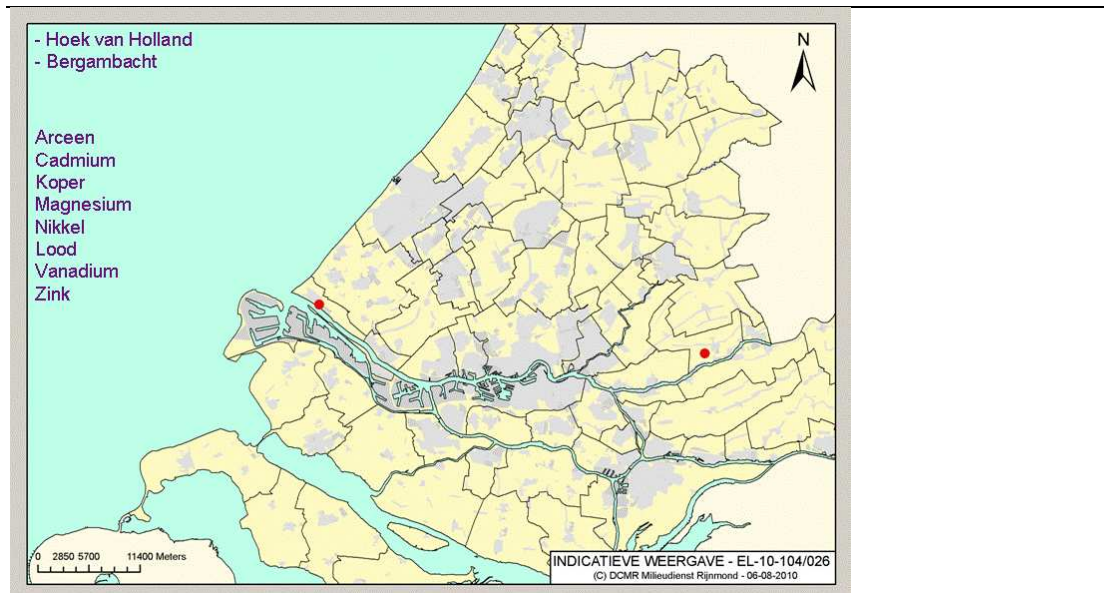 - Hoek van Holland
- Bergambacht
Arceen
Cadmium
Koper
Magnesium
Nikkel
Lood
Vanadium
Zink
N
0 2850 5700 11400 Meters
INDICATIEVE WEERGAVE - EL-10-104/026
(C) DCMR Milieudienst Rijnmond - 06-08-2010